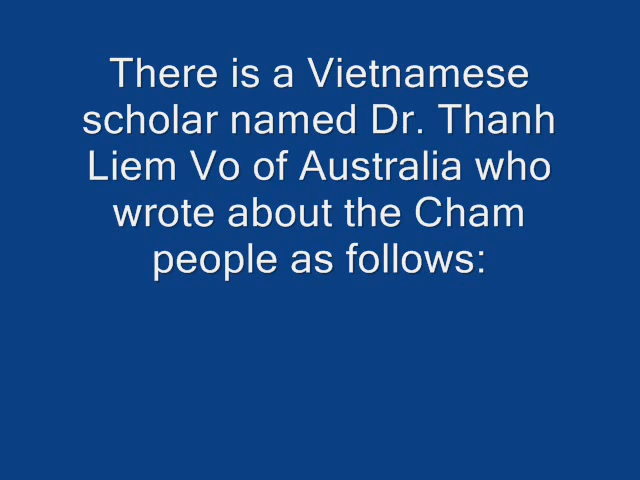 There is a Vietnamese
scholar named Dr. Thanh
Liem Vo of Australia who
wrote about the Cham
people as follows: